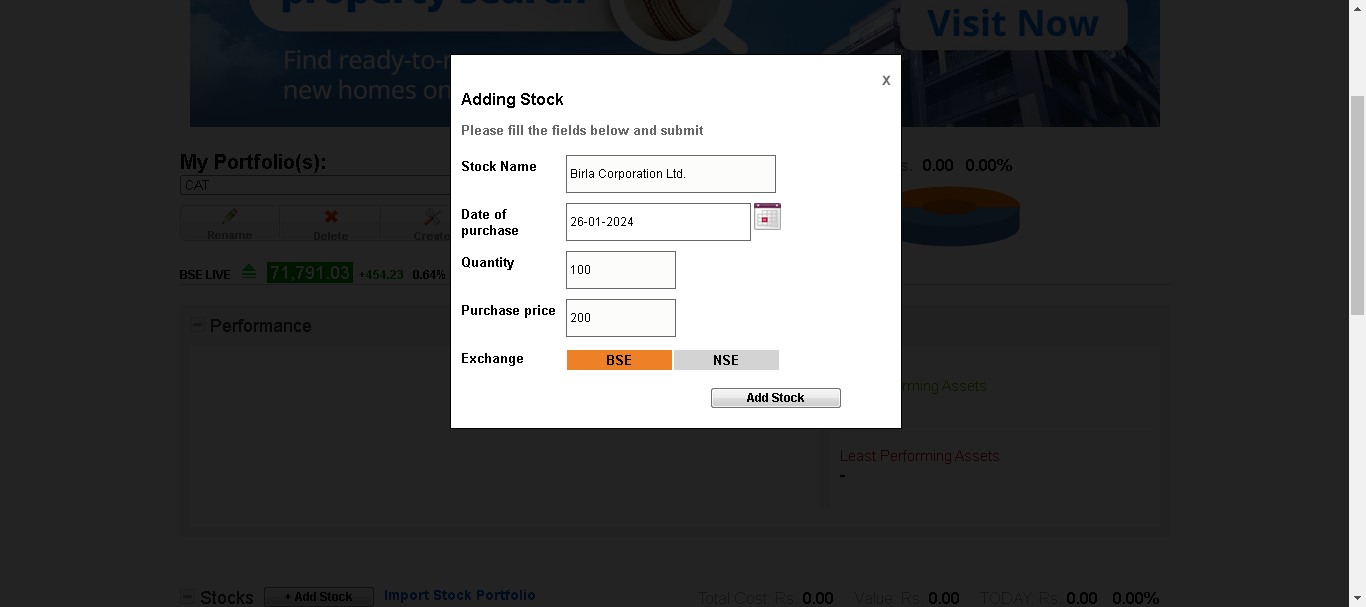 property search
Visit Now
Find ready-to-
new homes on
x
Adding Stock
Please fill the fields below and submit
My Portfolio(s):
s. 0.00 0.00%
Stock Name
Birla Corporation Ltd.
CAT
Date of
purchase
26-01-2024
Rename
Delete
Create
Quantity
100
BSE LIVE 71,791.03 +454.23 0.64%
Purchase price
200
Performance
Exchange
BSE
NSE
rming Assets
Add Stock
Least Performing Assets
-
Stocks
+ Add Stock
Import Stock Portfolio
Total Cost. Rs. 0.00 Value. Rs. 0.00 TODAY. Rs. 0.00 0.00%